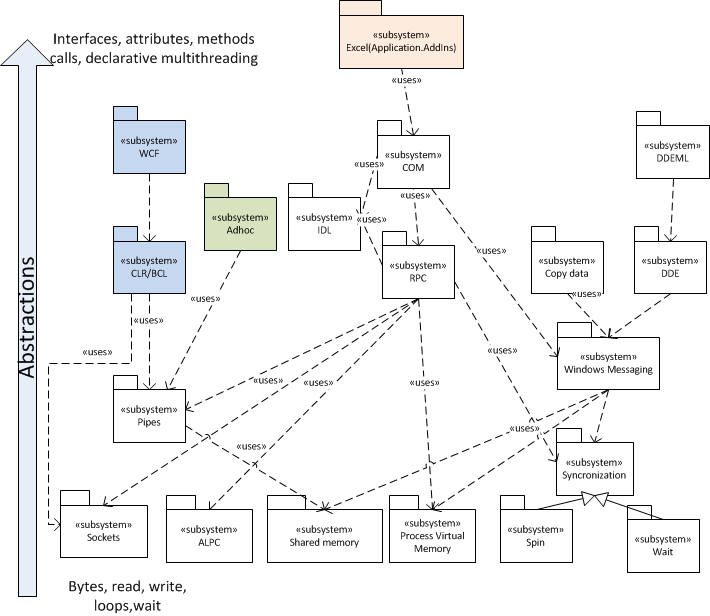 Interfaces, attributes, methods
calls, declarative multithreading
«subsystem»
Excel(Application.AddIns)
«uses»
«subsystem»
WCF
«subsystem»
COM
«subsystem»
DDEML
«uses»
«uses»
«subsystem»
Adhoc
«subsystem»
IDL
«uses»
«uses»
«subsystem»
CLR/BCL
«subsystem»
RPC
«subsystem»
Copy data
«subsystem»
DDE
«uses»
«uses»
«uses»
Abstractions
«uses»
«uses»
«subsystem»
Windows Messaging
«uses»
«uses»
«uses»
«subsystem»
Pipes
«uses»
«uses»
«subsystem»
Syncronization
«subsystem»
Sockets
«subsystem»
ALPC
«subsystem»
Shared memory
«subsystem»
Process Virtual
Memory
«subsystem»
Spin
«subsystem»
Wait
Bytes, read, write,
loops,wait